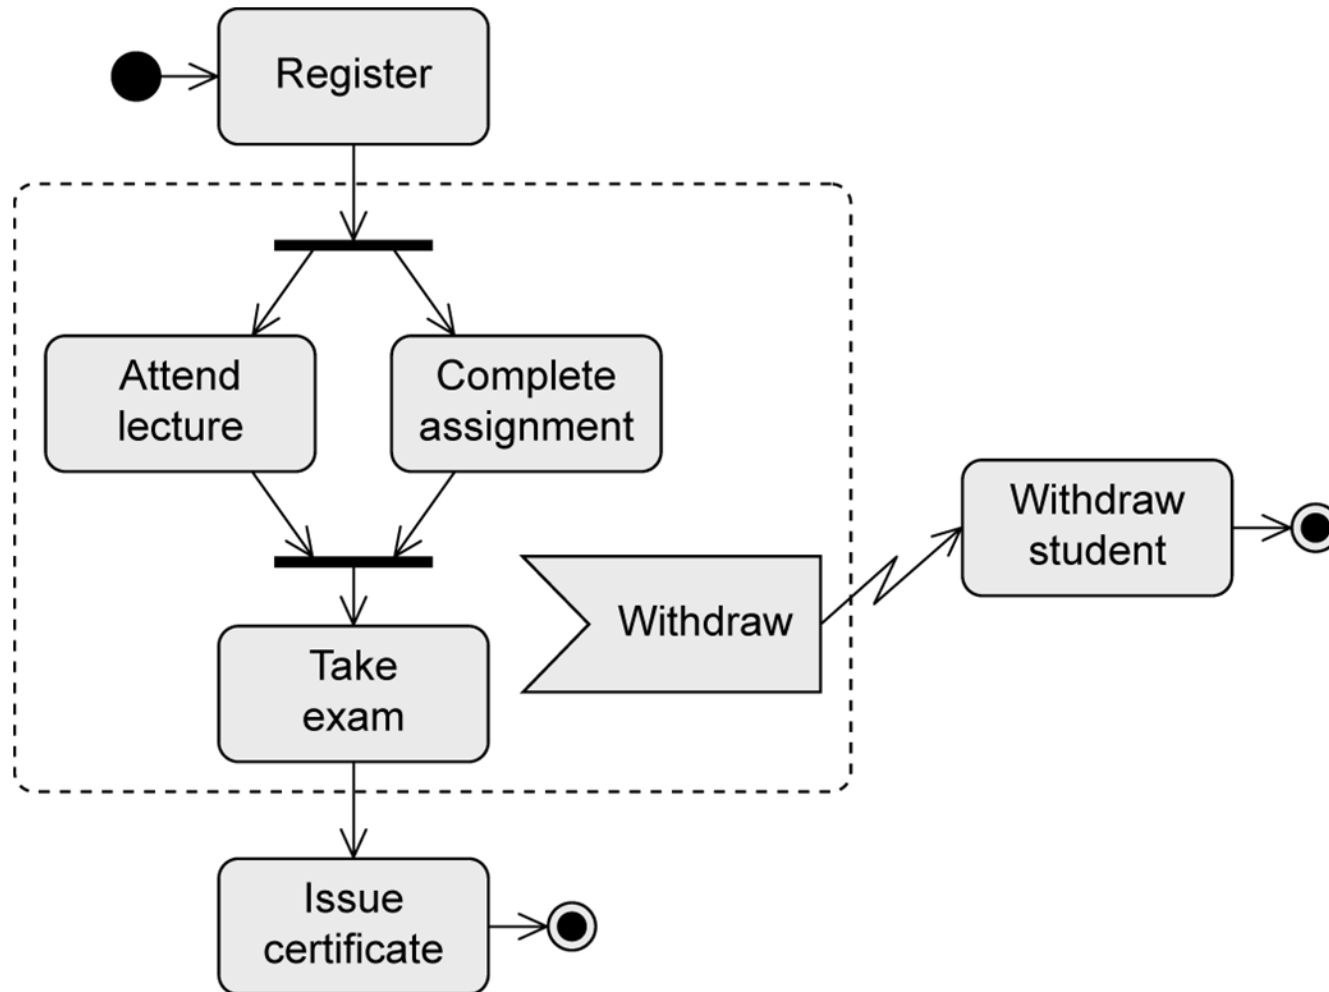 Register
Attend
lecture
Complete
assignment
Withdraw
student
Withdraw
Take
exam
Issue
certificate